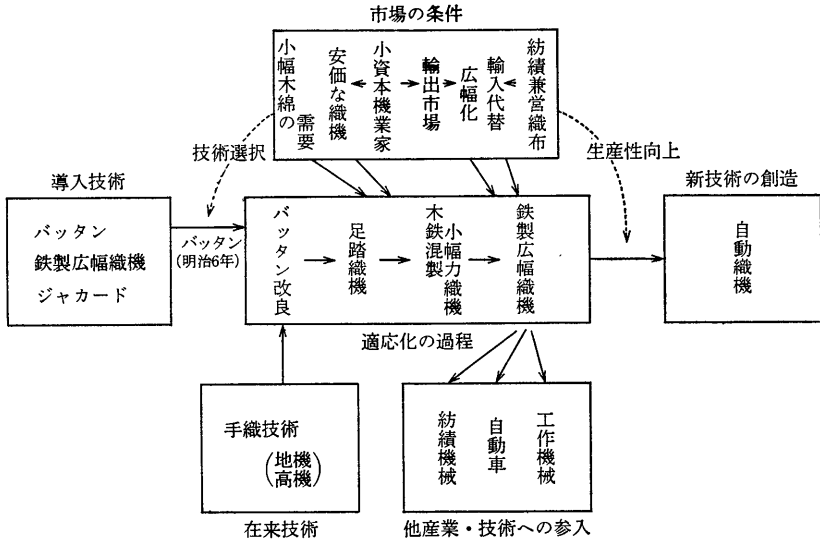 市場の条件
小幅木綿の
需要
安価な織機
小資本機業家
輸出市場
広幅化
輸入代替
紡績兼営織布
技術選択
生産性向上
導入技術
バッタン
鉄製広幅織機
ジャカード
バッタン
(明治6年)
バッタン改良
足踏織機
木鉄混製
小幅力織機
鉄製広幅織機
適応化の過程
新技術の創造
自動織機
手織技術
(地機
高機)
在来技術
紡績機械
自動車
工作機械
他産業・技術への参入